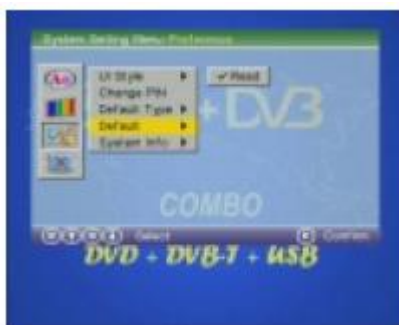 System Setting Menu-Preference
UI Style
Change PIN
Default Type
Default
System Info
Read
+ DVB
COMBO
Select
Confirm
DVD + DVB-T + USB